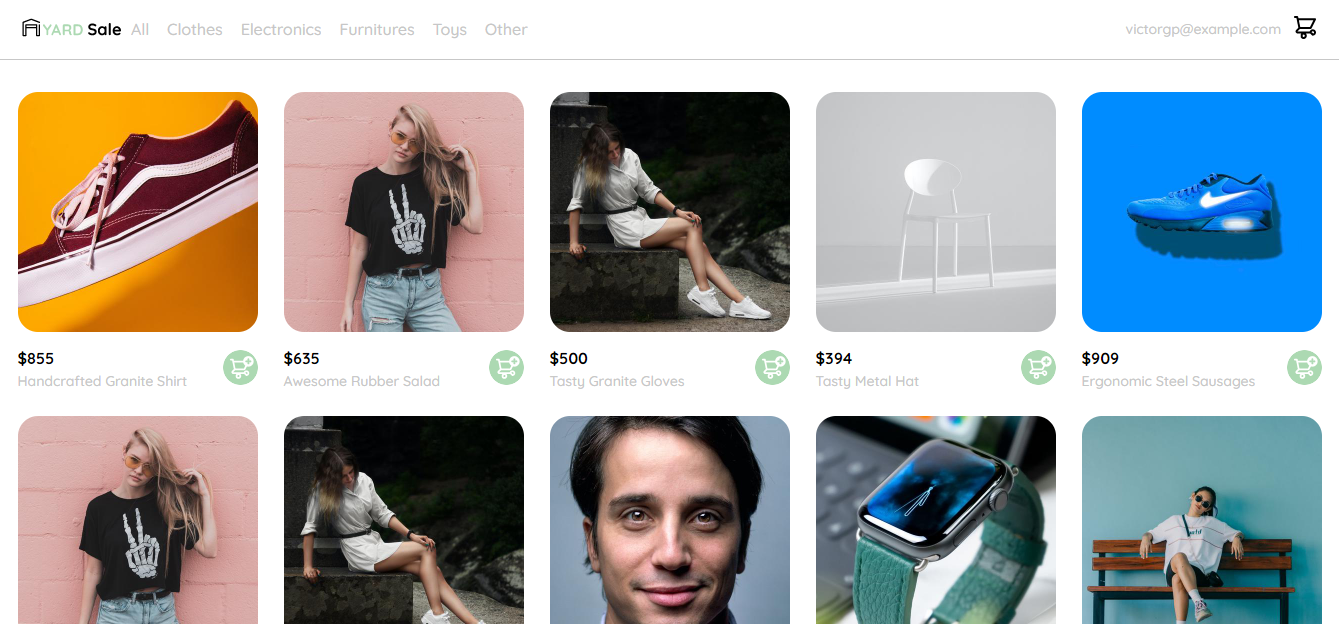 YARD Sale All Clothes Electronics Furnitures Toys Other victorgp@example.com
$855 $635 $500 $394 $909
Handcrafted Granite Shirt Awesome Rubber Salad Tasty Granite Gloves Tasty Metal Hat Ergonomic Steel Sausages